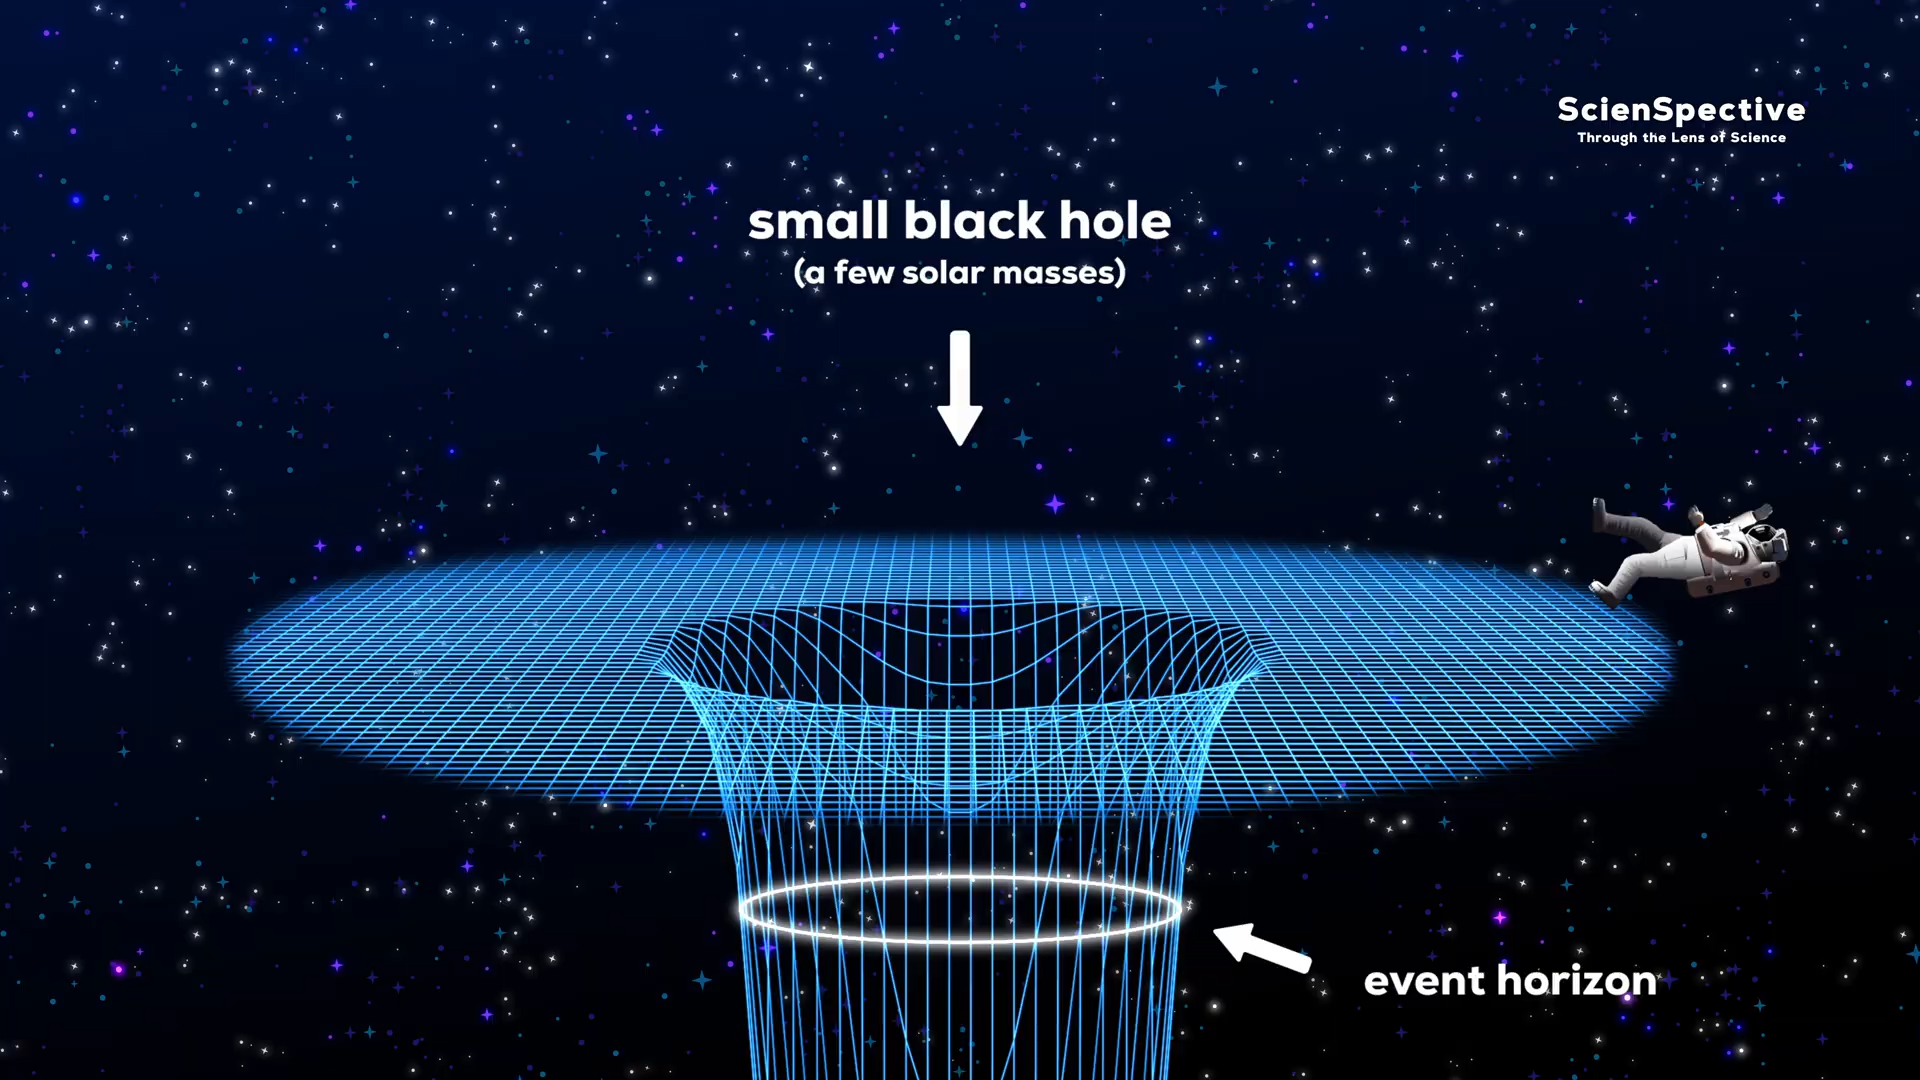 ScienSpective
Through the Lens of Science
small black hole
(a few solar masses)
event horizon